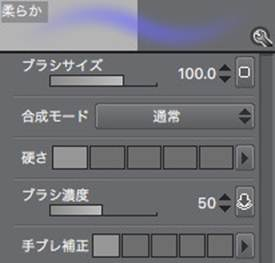 柔らか
ブラシサイズ 100.0
合成モード 通常
硬さ
ブラシ濃度 50
手ブレ補正